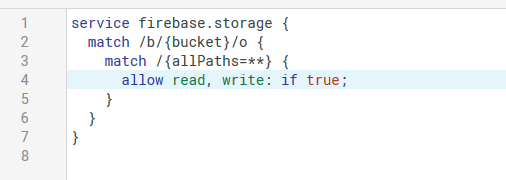 1 service firebase.storage {
2   match /b/{bucket}/o {
3     match /{allPaths=**} {
4       allow read, write: if true;
5     }
6   }
7 }
8